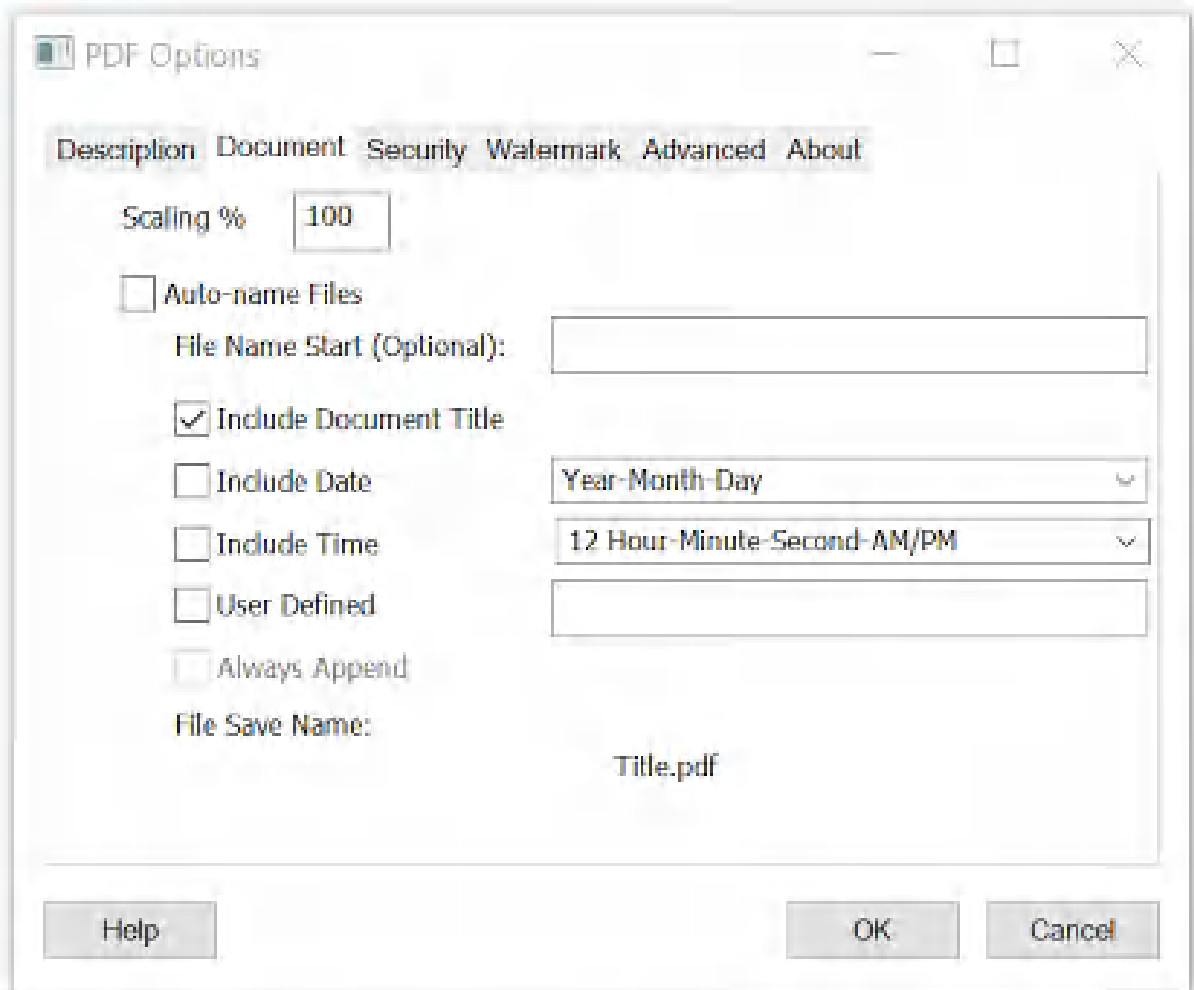 PDF Options
Description Document Security Watermark Advanced About
Scaling % 100
Auto-name Files
File Name Start (Optional):
Include Document Title
Include Date Year-Month-Day
Include Time 12 Hour-Minute-Second-AM/PM
User Defined
Always Append
File Save Name:
Title.pdf
Help OK Cancel